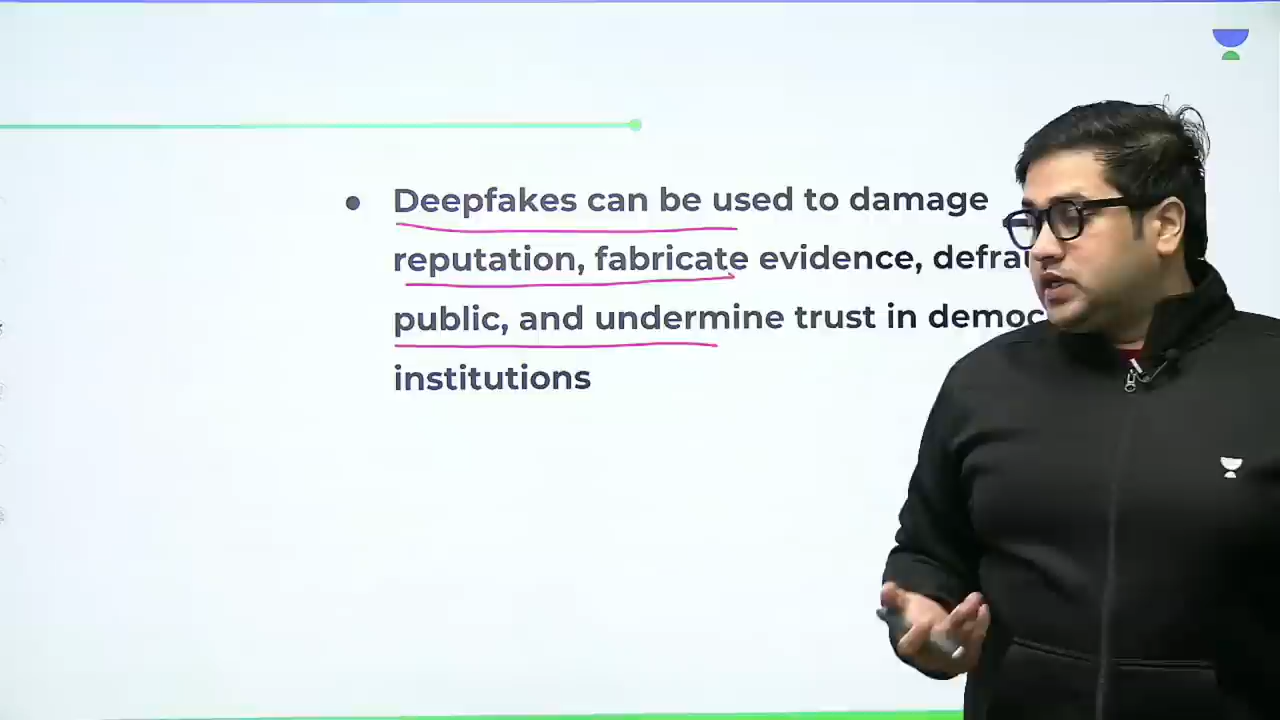 Deepfakes can be used to damage
reputation, fabricate evidence,
public, and undermine trust in
institutions